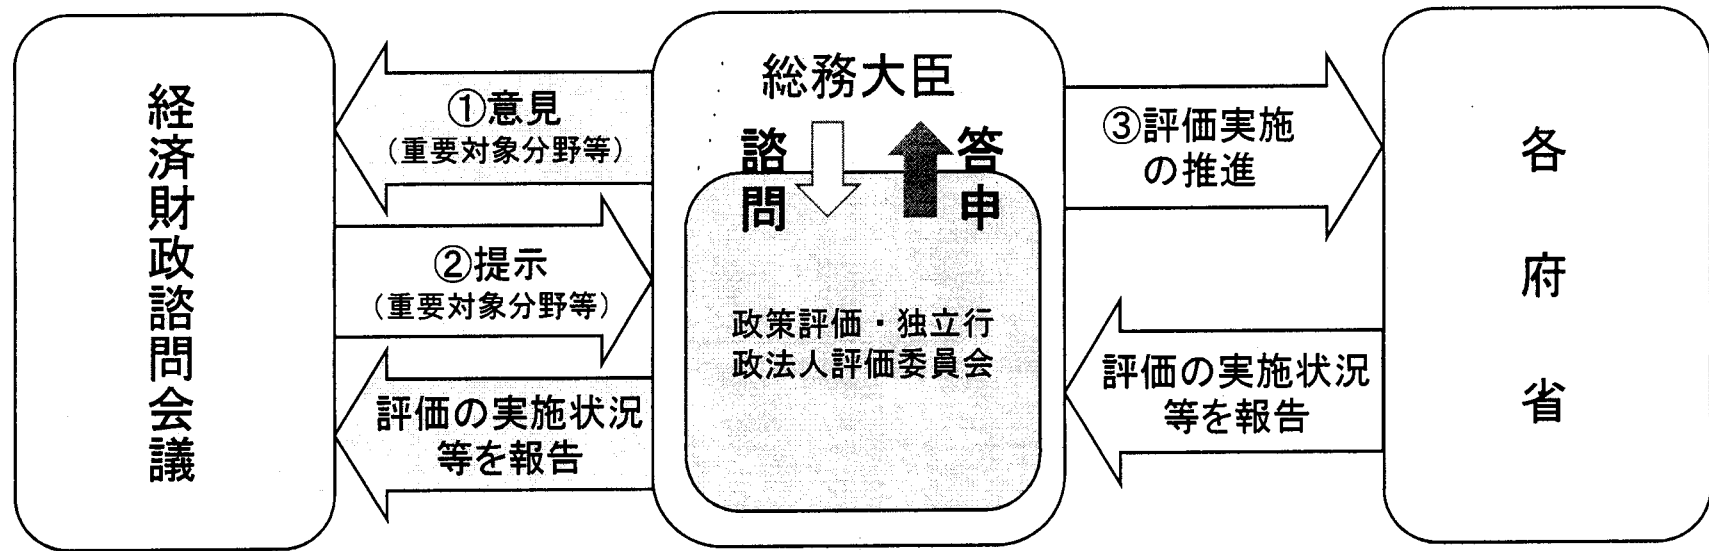 経済財政諮問会議
①意見
(重要対象分野等)
②提示
(重要対象分野等)
評価の実施状況
等を報告
総務大臣
諮問
答申
政策評価・独立行
政法人評価委員会
③評価実施
の推進
評価の実施状況
等を報告
各府省